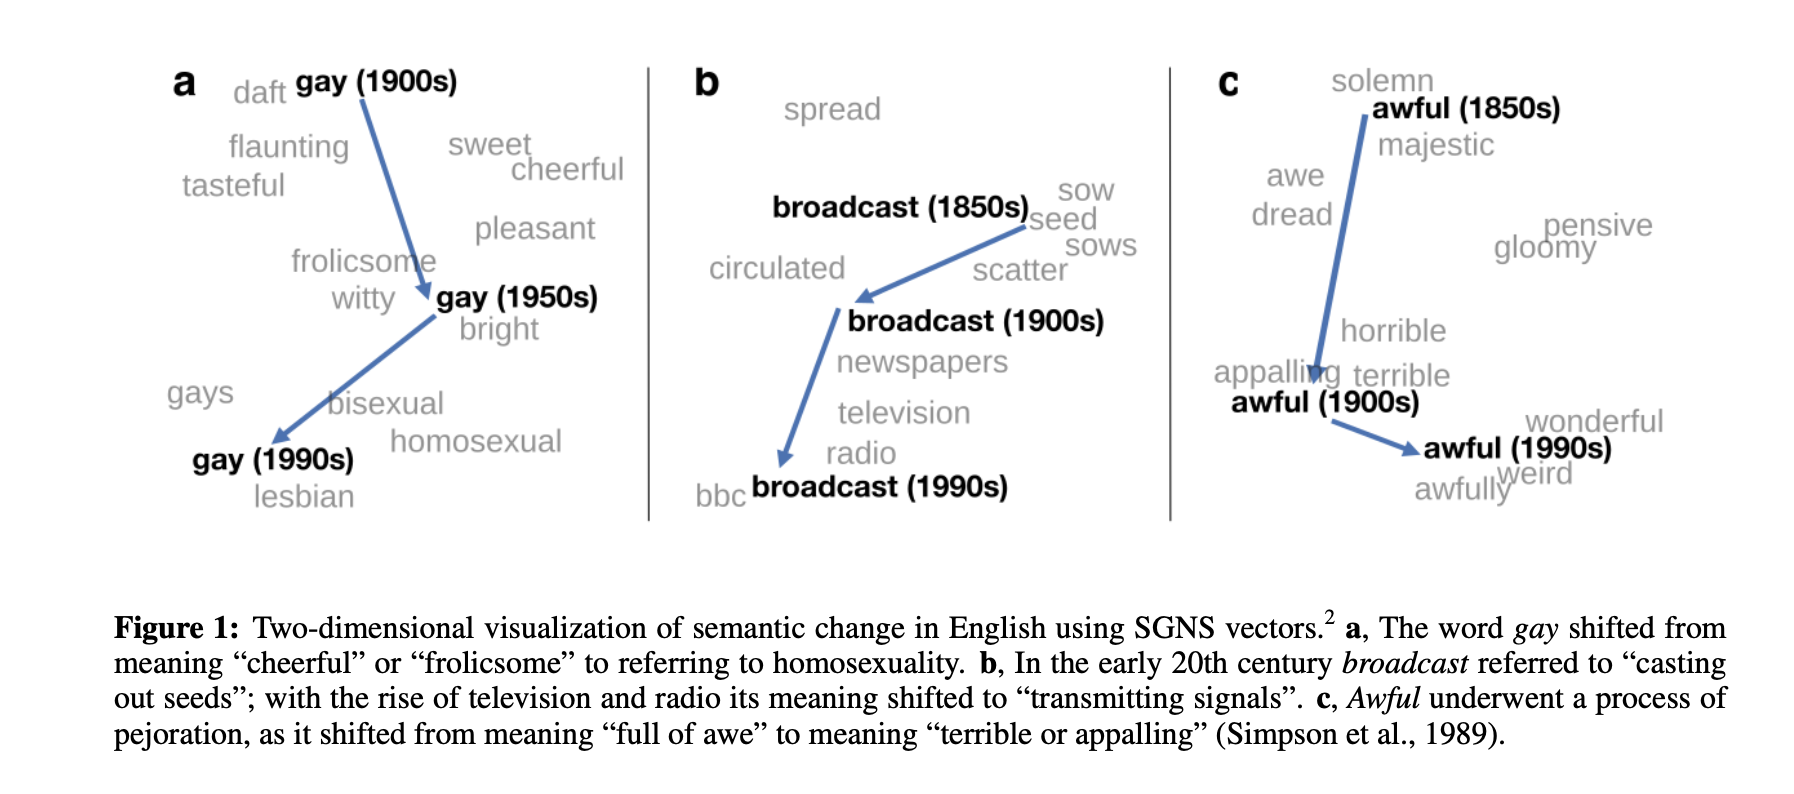 a
daft gay (1900s)
flaunting
sweet
cheerful
tasteful
pleasant
frolicsome
witty
gay (1950s)
bright
gays
bisexual
homosexual
gay (1990s)
lesbian
b
spread
broadcast (1850s)
sow
seed
sows
circulated
scatter
broadcast (1900s)
newspapers
television
radio
bbc broadcast (1990s)
c
solemn
awful (1850s)
majestic
awe
dread
pensive
gloomy
horrible
appalling terrible
awful (1900s)
wonderful
awful (1990s)
weird
awfully
Figure 1: Two-dimensional visualization of semantic change in English using SGNS vectors.2 a, The word gay shifted from
meaning “cheerful” or “frolicsome” to referring to homosexuality. b, In the early 20th century broadcast referred to “casting
out seeds”; with the rise of television and radio its meaning shifted to “transmitting signals”. c, Awful underwent a process of
pejoration, as it shifted from meaning “full of awe” to meaning “terrible or appalling” (Simpson et al., 1989).